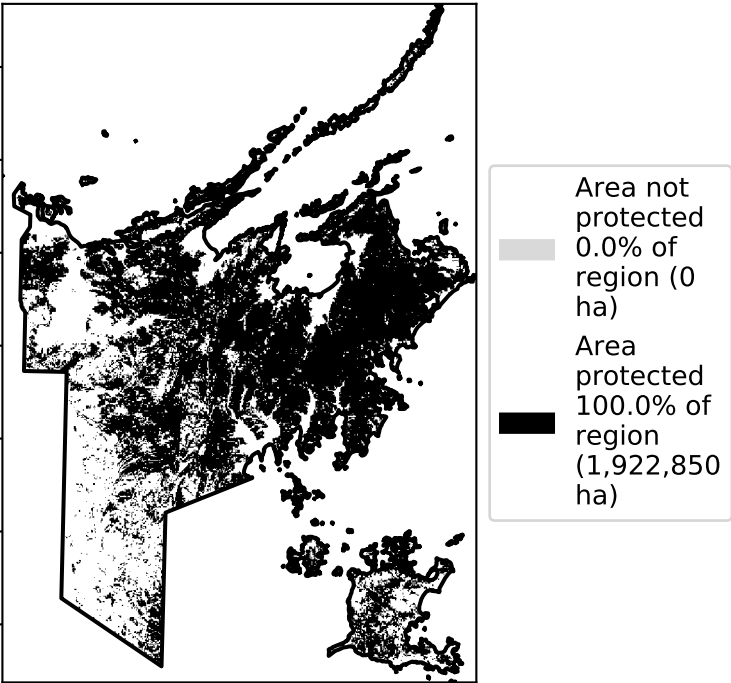 Area not
protected
0.0% of
region (0
ha)
Area
protected
100.0% of
region
(1,922,850
ha)